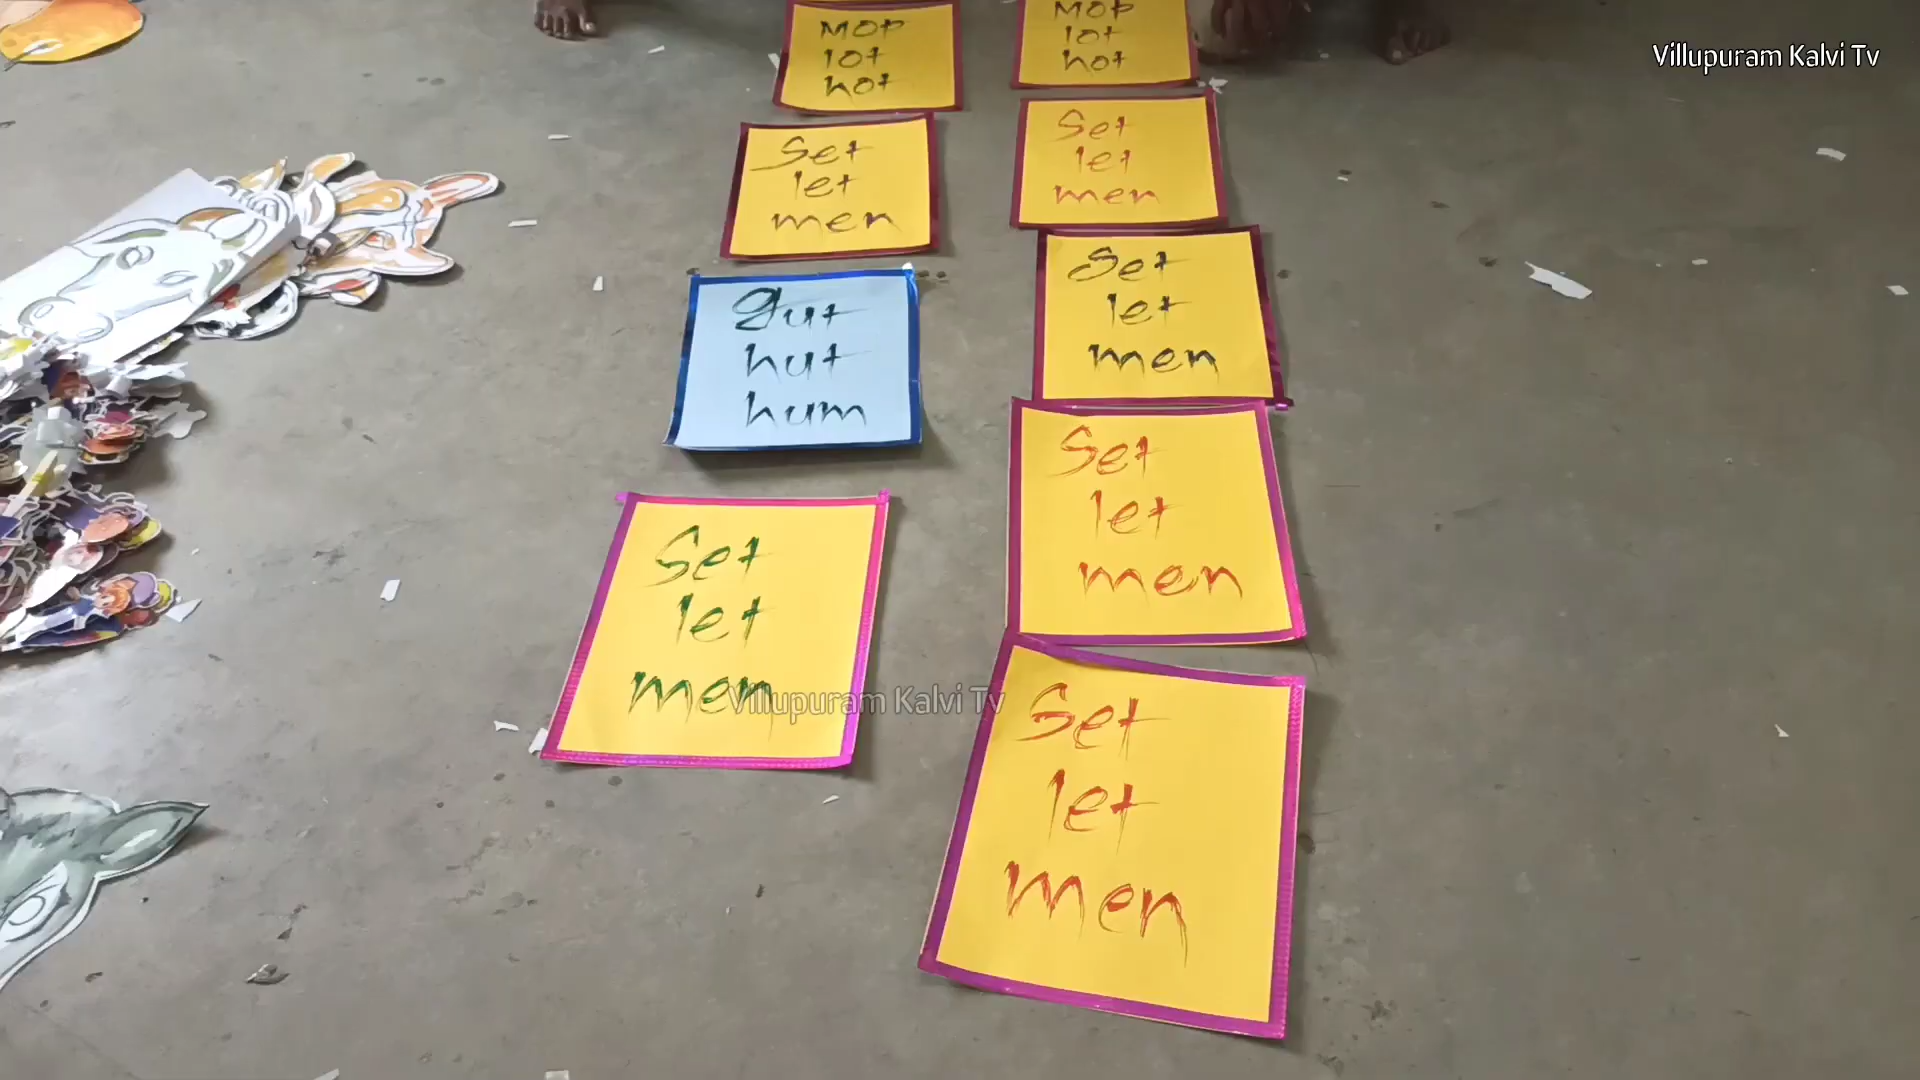 MOP
lot
hot
MOP
lot
hot
Villupuram Kalvi Tv
Set
let
men
Set
let
men
gut
hut
hum
Set
let
men
Set
let
men
Set
let
men
Villupuram Kalvi Tv
Set
let
men